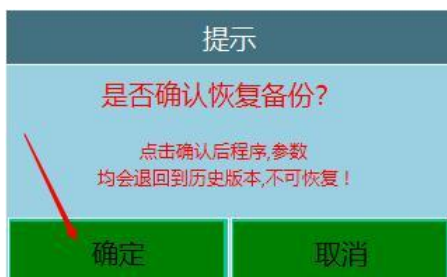 提示
是否确认恢复备份?
点击确认后程序,参数
均会退回到历史版本,不可恢复！
确定
取消